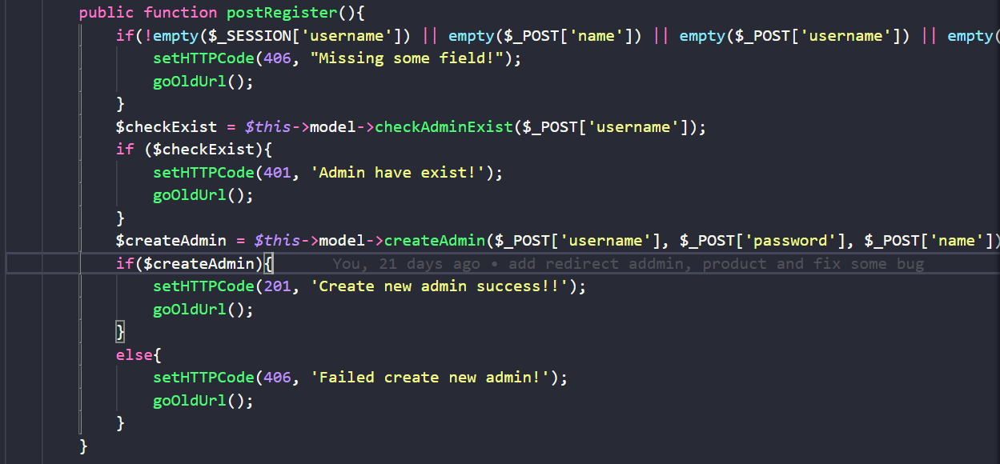 public function postRegister(){
if(!empty($_SESSION['username']) || empty($_POST['name']) || empty($_POST['username']) || empty(
setHTTPCode(406, "Missing some field!");
goOldUrl();
}
$checkExist = $this->model->checkAdminExist($_POST['username']);
if ($checkExist){
setHTTPCode(401, 'Admin have exist!');
goOldUrl();
}
$createAdmin = $this->model->createAdmin($_POST['username'], $_POST['password'], $_POST['name'])
if($createAdmin){ You, 21 days ago • add redirect addmin, product and fix some bug
setHTTPCode(201, 'Create new admin success!!');
goOldUrl();
}
else{
setHTTPCode(406, 'Failed create new admin!');
goOldUrl();
}
}